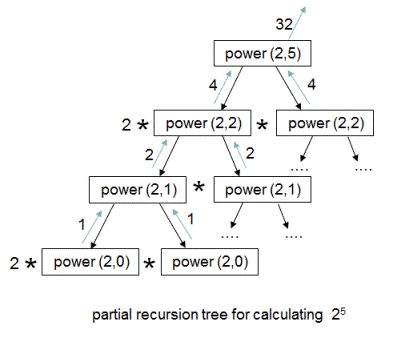 32
power (2,5)
4 4
2 * power (2,2) * power (2,2)
2 2 .... ....
power (2,1) * power (2,1)
1 1 .... ....
2 * power (2,0) * power (2,0)
partial recursion tree for calculating 2⁵